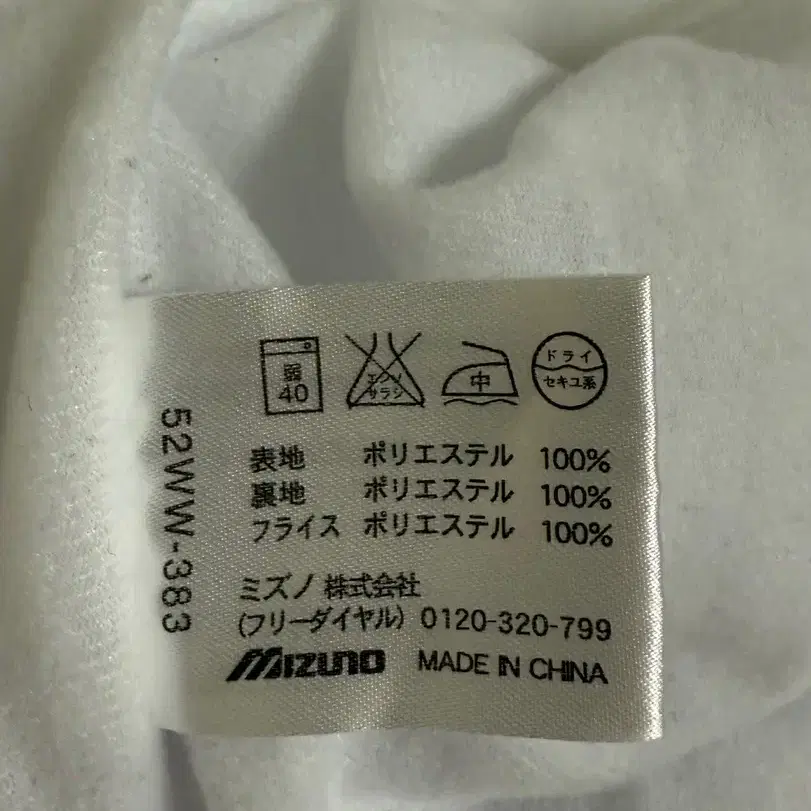 弱
40
エンソ
サラシ
中
ドライ
セキユ系
表地 ポリエステル 100%
裏地 ポリエステル 100%
フライス ポリエステル 100%
ミズノ 株式会社
(フリーダイヤル) 0120-320-799
MIZUNO MADE IN CHINA
52WW-383